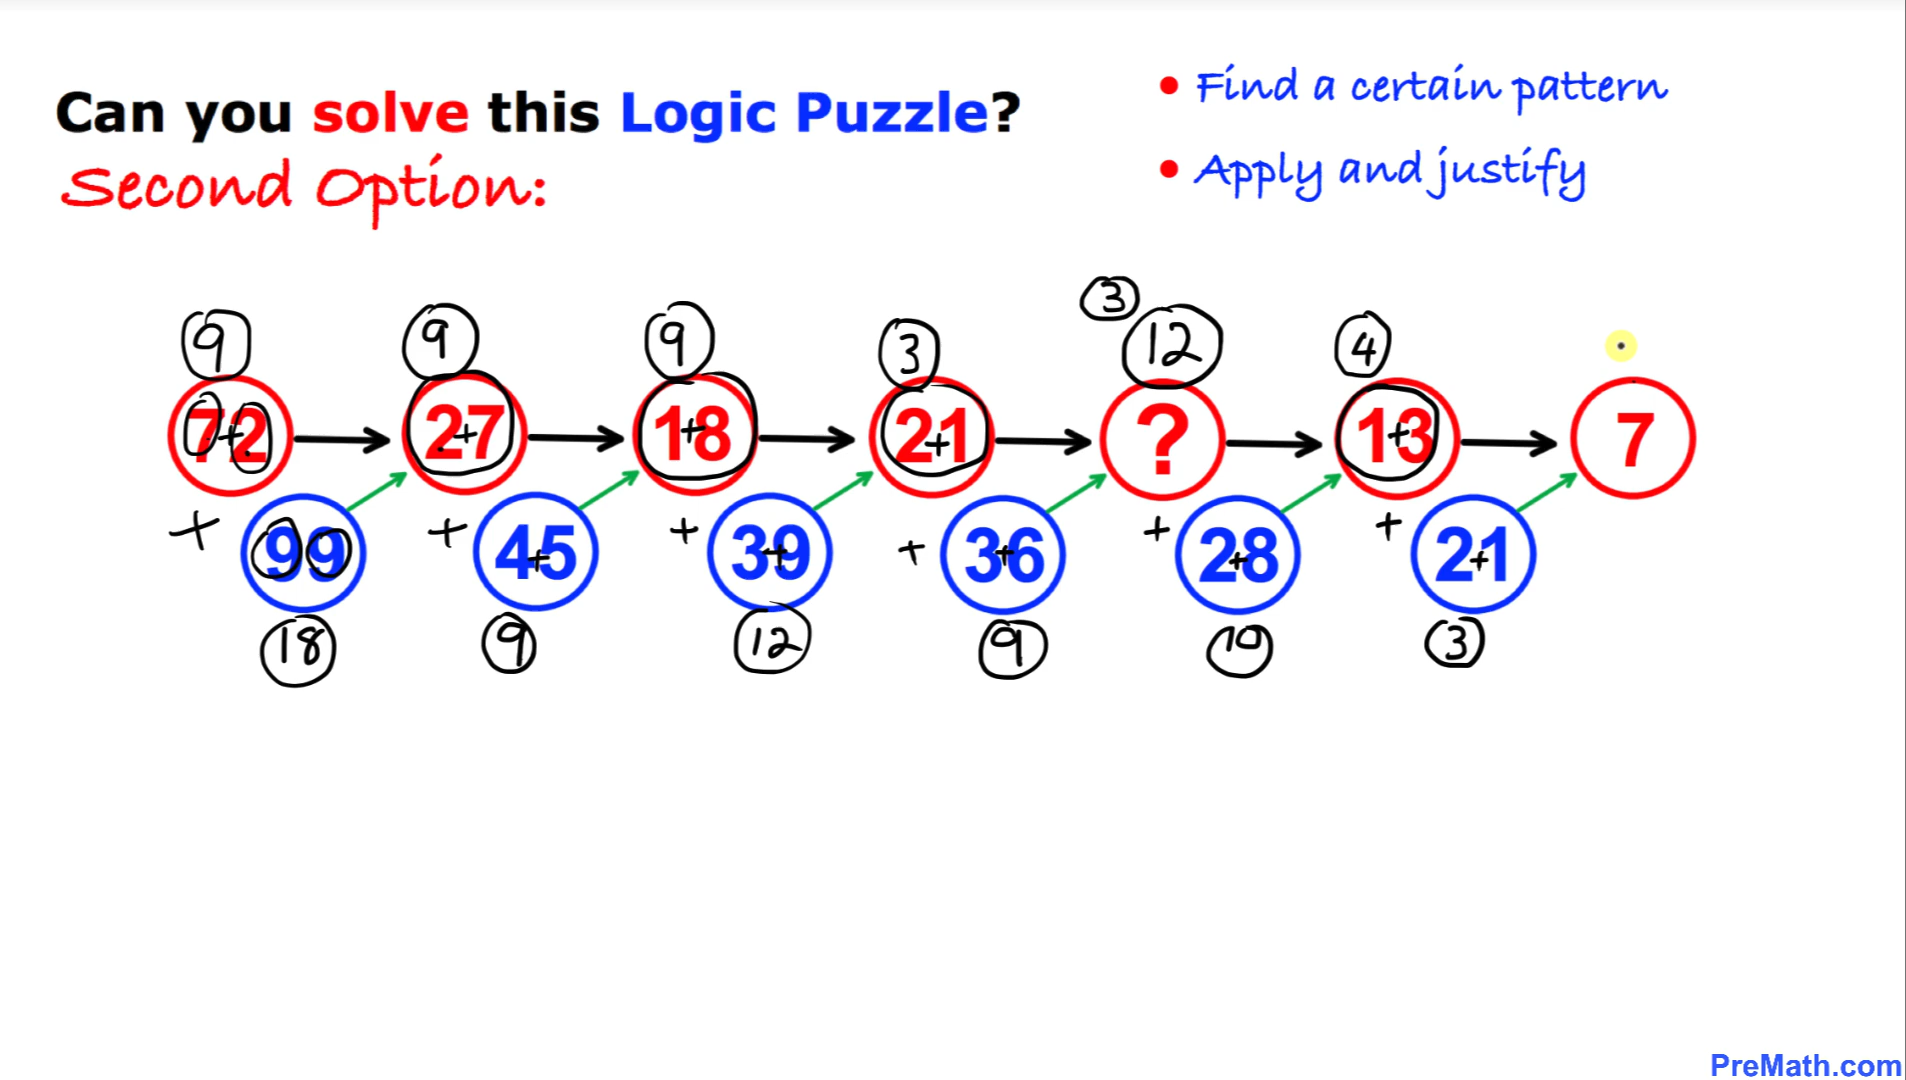 Can you solve this Logic Puzzle?
• Find a certain pattern
Second Option:
• Apply and justify
9 9 9 3 3 12 4
7+2 27 18 21 ? 13 7
+ + + + + +
99 45 39 36 28 21
18 9 12 9 10 3
PreMath.com